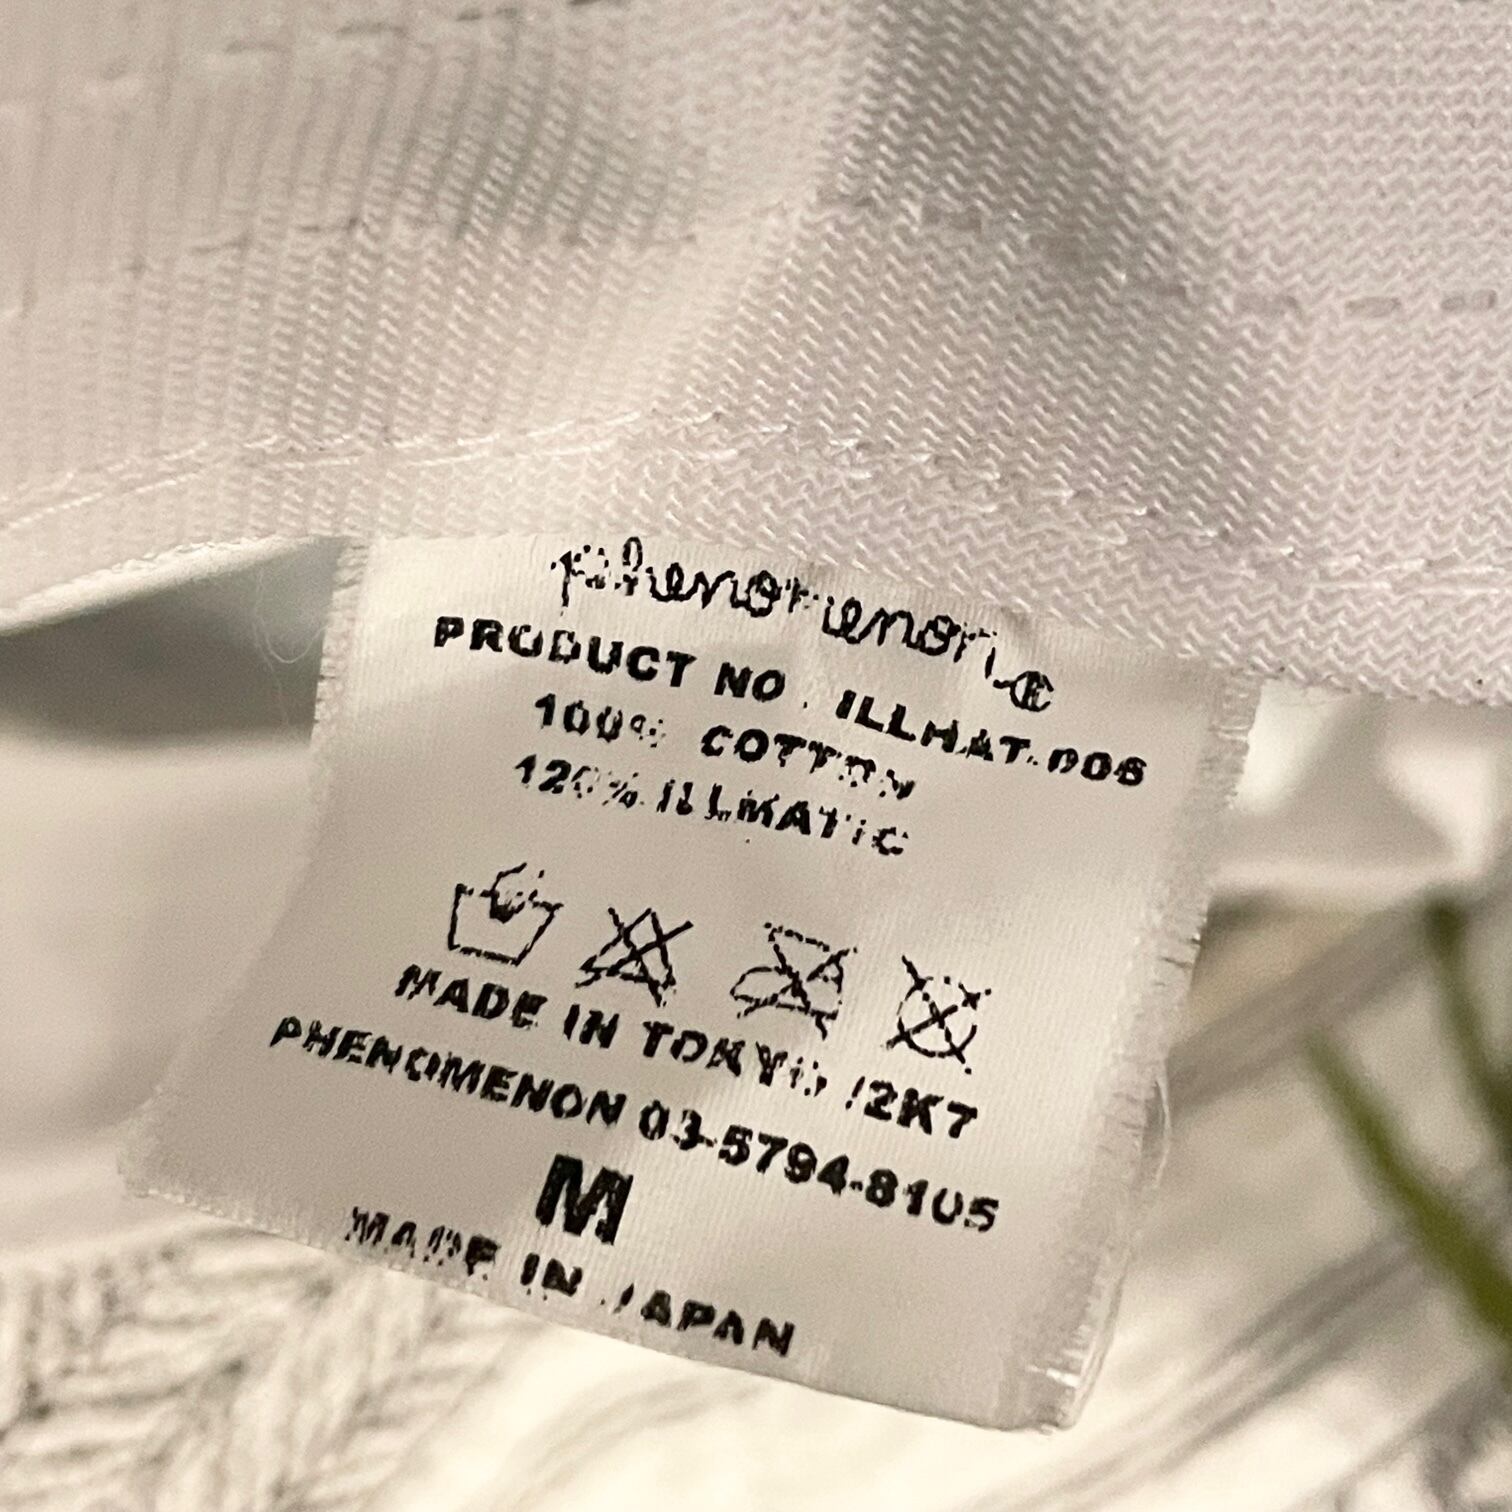 phenomenon
PRODUCT NO. ILLMAT.006
100% COTTON
120% ILLMATIC
MADE IN TOKYO '2K7
PHENOMENON 03-5794-8105
M
MADE IN JAPAN